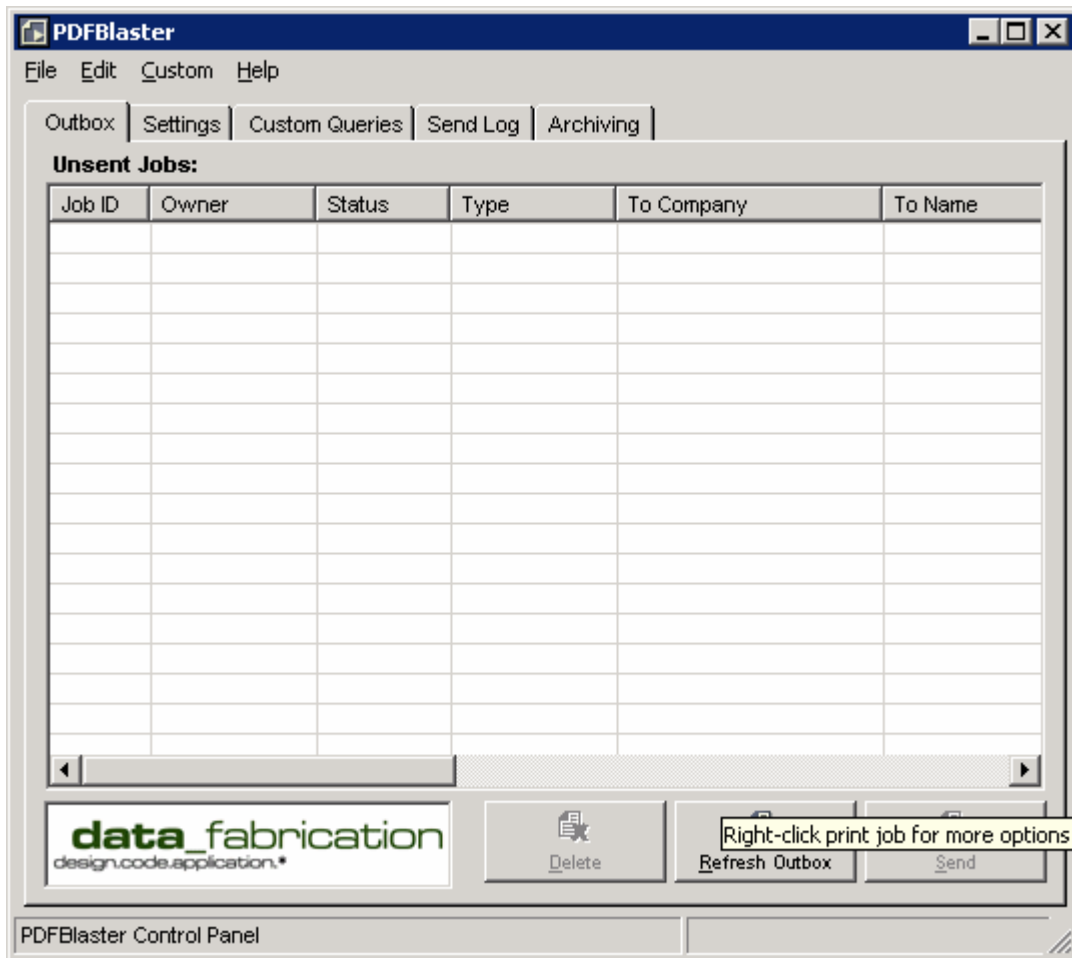 PDFBlaster
File Edit Custom Help
Outbox Settings Custom Queries Send Log Archiving
Unsent Jobs:
Job ID Owner Status Type To Company To Name
data_fabrication
design.code.application.*
Right-click print job for more options
Delete Refresh Outbox Send
PDFBlaster Control Panel